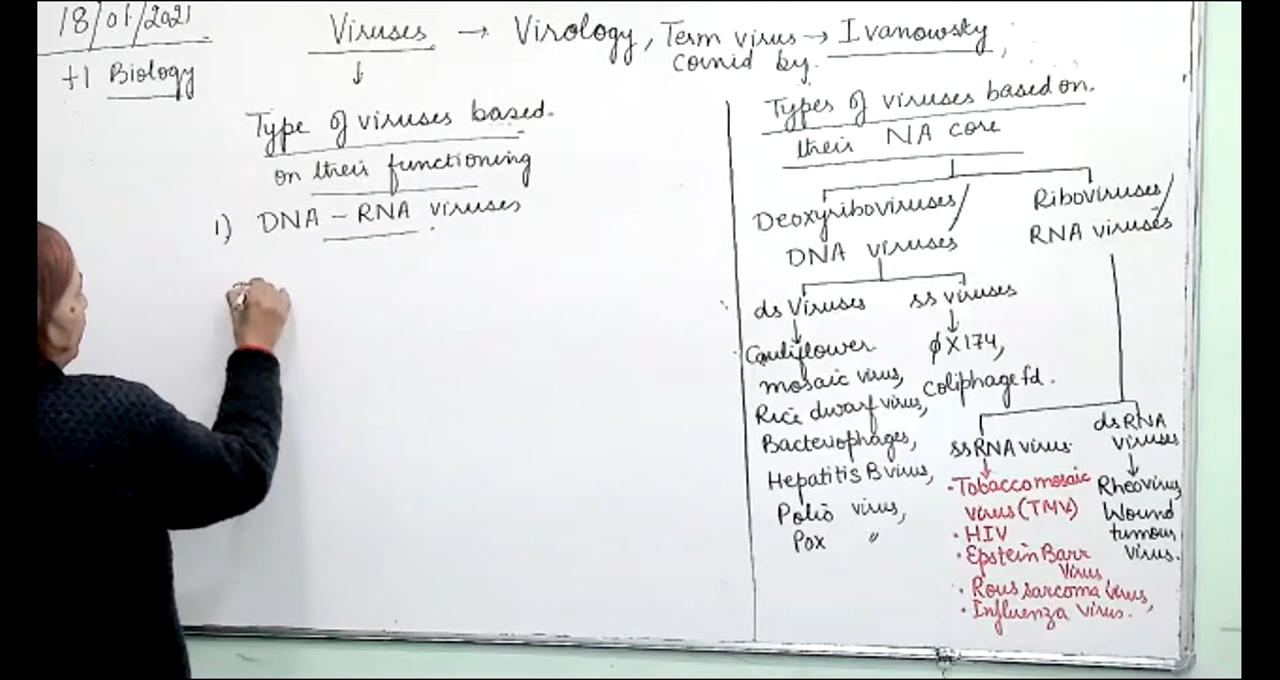 18/01/2021
+1 Biology
Viruses → Virology, Term virus → Ivanowsky,
coinid by.
↓
Type of viruses based
on their functioning
1) DNA - RNA viruses
Types of viruses based on.
their NA core
Deoxyriboviruses/
DNA viruses
Riboviruses/
RNA viruses
ds Viruses
↓
Cauliflower
mosaic virus,
Rice dwarf virus,
Bacteriophages,
Hepatitis B virus,
Polio virus,
Pox "
ss viruses
↓
ϕX174,
coliphage fd.
ssRNA virus
↓
· Tobacco mosaic
virus (TMV)
· HIV
· Epstein Barr
Virus
· Rous sarcoma virus,
· Influenza virus.
dsRNA
viruses
↓
Rheovirus,
Wound
tumour
virus.